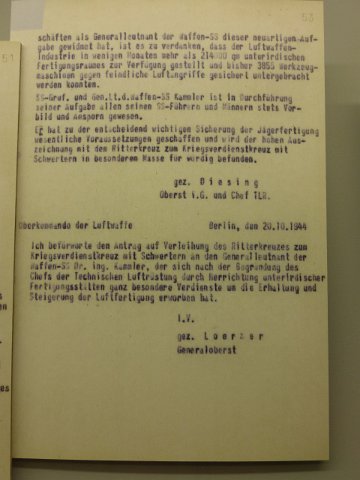 53
schäften als Generalleutnant der Waffen-SS dieser neuartigen Auf-
gabe gewidmet hat, ist es zu verdanken, dass der Luftwaffen-
industrie in wenigen Monaten mehr als 214000 qm unterirdischen
Fertigungsraumes zur Verfügung gestellt und bisher 3855 Werkzeug-
maschinen gegen feindliche Luftangriffe gesichert untergebracht
werden konnten.
SS-Gruf. und Gen.Lt.d.Waffen-SS Kammler ist in Durchführung
seiner Aufgabe allen seinen SS-Führern und Männern stets Vor-
bild und Ansporn gewesen.
Er hat zu der entscheidend wichtigen Sicherung der Jägerfertigung
wesentliche Voraussetzungen geschaffen und wird der hohen Aus-
zeichnung mit dem Ritterkreuz zum Kriegsverdienstkreuz mit
Schwertern in besonderem Masse für würdig befunden.
gez. Diesing
Oberst i.G. und Chef TLR.
Oberkommando der Luftwaffe Berlin, den 20.10.1944
Ich befürworte den Antrag auf Verleihung des Ritterkreuzes zum
Kriegsverdienstkreuz mit Schwertern an den Generalleutnant der
Waffen-SS Dr. ing. Kammler, der sich nach der Begründung des
Chefs der Technischen Luftrüstung durch Herrichtung unterirdischer
Fertigungsstätten ganz besondere Verdienste um die Erhaltung und
Steigerung der Luftfertigung erworben hat.
I.V.
gez. Loerzer
Generaloberst